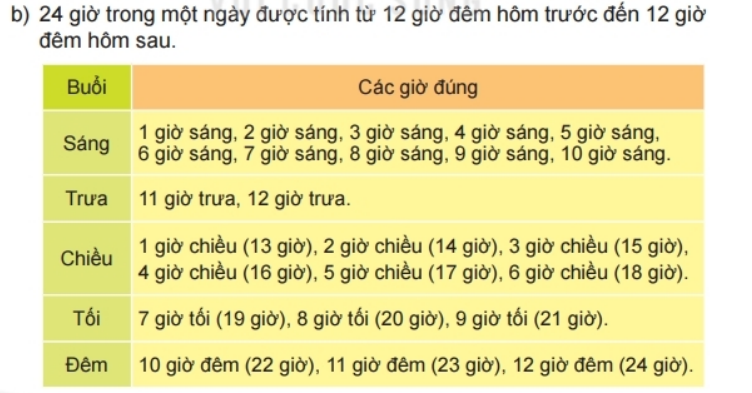 b) 24 giờ trong một ngày được tính từ 12 giờ đêm hôm trước đến 12 giờ
đêm hôm sau.
Buổi Các giờ đúng
Sáng 1 giờ sáng, 2 giờ sáng, 3 giờ sáng, 4 giờ sáng, 5 giờ sáng,
6 giờ sáng, 7 giờ sáng, 8 giờ sáng, 9 giờ sáng, 10 giờ sáng.
Trưa 11 giờ trưa, 12 giờ trưa.
Chiều 1 giờ chiều (13 giờ), 2 giờ chiều (14 giờ), 3 giờ chiều (15 giờ),
4 giờ chiều (16 giờ), 5 giờ chiều (17 giờ), 6 giờ chiều (18 giờ).
Tối 7 giờ tối (19 giờ), 8 giờ tối (20 giờ), 9 giờ tối (21 giờ).
Đêm 10 giờ đêm (22 giờ), 11 giờ đêm (23 giờ), 12 giờ đêm (24 giờ).